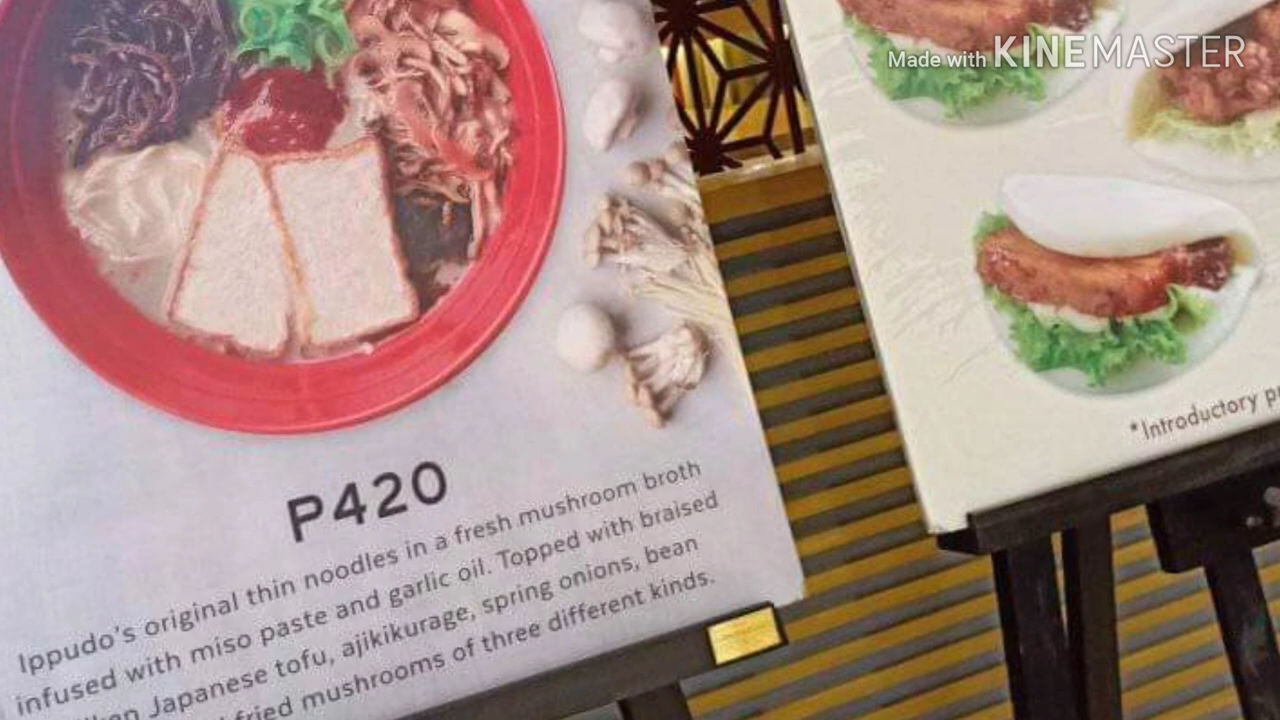 Made with KINEMASTER
P420
Ippudo's original thin noodles in a fresh mushroom broth
infused with miso paste and garlic oil. Topped with braised
Japanese tofu, ajikikurage, spring onions, bean
fried mushrooms of three different kinds.
*Introductory